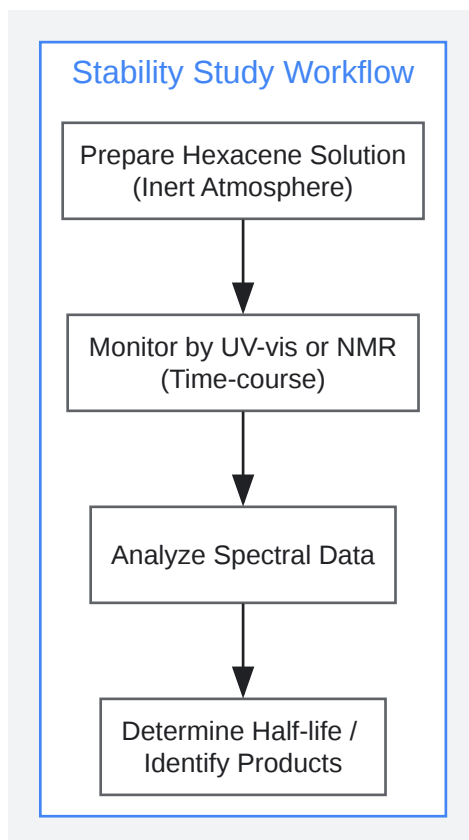 Stability Study Workflow
Prepare Hexacene Solution
(Inert Atmosphere)
Monitor by UV-vis or NMR
(Time-course)
Analyze Spectral Data
Determine Half-life /
Identify Products